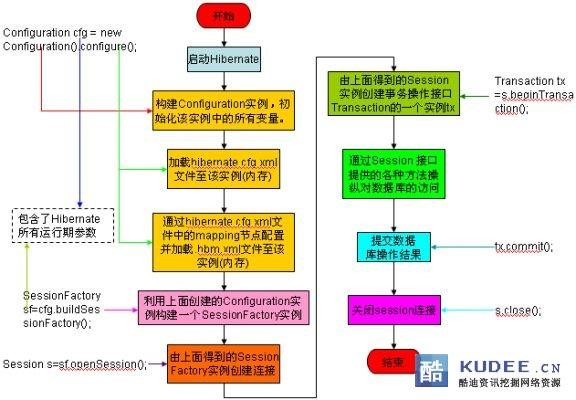 开始
Configuration cfg = new
Configuration().configure();
启动Hibernate
构建Configuration实例，初
始化该实例中的所有变量。
加载hibernate.cfg.xml
文件至该实例(内存)
通过hibernate.cfg.xml文
件中的mapping节点配置
并加载.hbm.xml文件至该
实例(内存)
包含了Hibernate
所有运行期参数
SessionFactory
sf=cfg.buildSes
sionFactory();
利用上面创建的Configuration实
例构建一个SessionFactory实例
Session s=sf.openSession();
由上面得到的Session
Factory实例创建连接
由上面得到的Session
实例创建事务操作接口
Transaction的一个实例tx
Transaction tx
=s.beginTransa
ction();
通过Session 接口
提供的各种方法操
纵对数据库的访问
提交数据
库操作结果
tx.commit();
关闭session连接
s.close();
结束
酷 KUDEE.CN
酷迪资讯挖掘网络资源